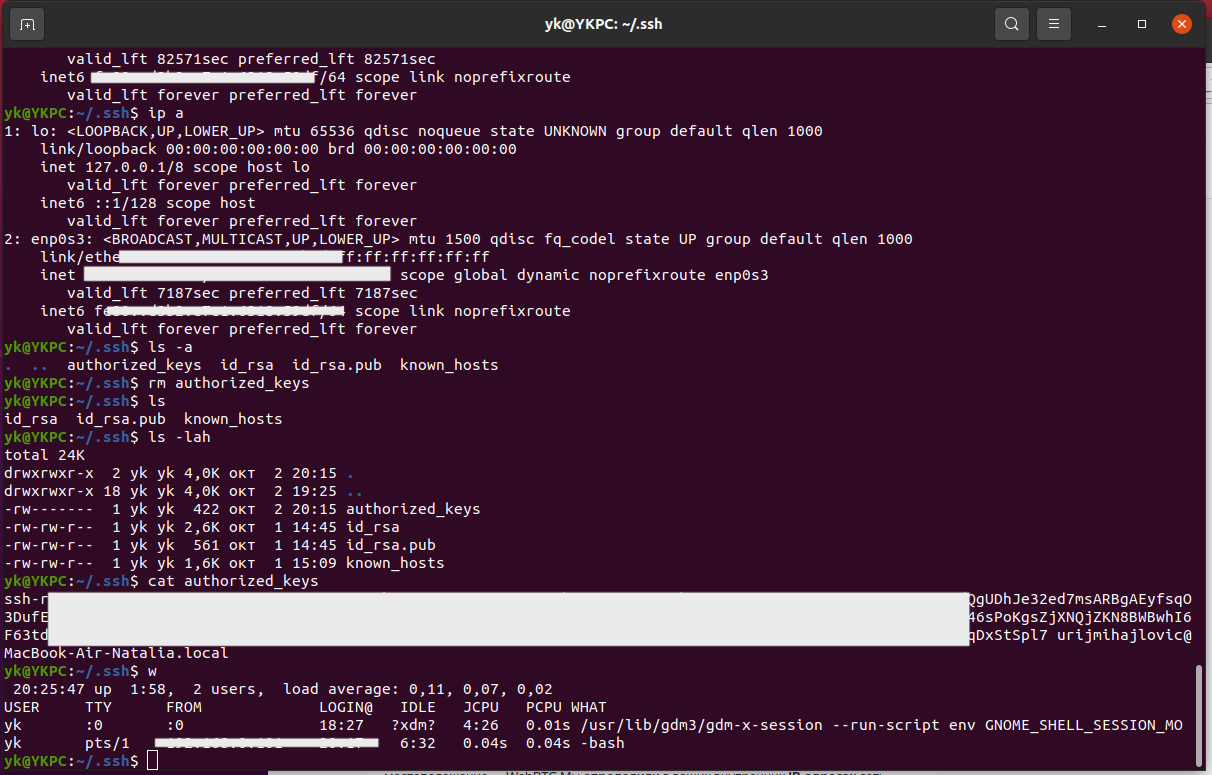 yk@YKPC: ~/.ssh
valid_lft 82571sec preferred_lft 82571sec
inet6 /64 scope link noprefixroute
valid_lft forever preferred_lft forever
yk@YKPC:~/.ssh$ ip a
1: lo: <LOOPBACK,UP,LOWER_UP> mtu 65536 qdisc noqueue state UNKNOWN group default qlen 1000
link/loopback 00:00:00:00:00:00 brd 00:00:00:00:00:00
inet 127.0.0.1/8 scope host lo
valid_lft forever preferred_lft forever
inet6 ::1/128 scope host
valid_lft forever preferred_lft forever
2: enp0s3: <BROADCAST,MULTICAST,UP,LOWER_UP> mtu 1500 qdisc fq_codel state UP group default qlen 1000
link/ethe f:ff:ff:ff:ff:ff
inet scope global dynamic noprefixroute enp0s3
valid_lft 7187sec preferred_lft 7187sec
inet6 scope link noprefixroute
valid_lft forever preferred_lft forever
yk@YKPC:~/.ssh$ ls -a
. .. authorized_keys id_rsa id_rsa.pub known_hosts
yk@YKPC:~/.ssh$ rm authorized_keys
yk@YKPC:~/.ssh$ ls
id_rsa id_rsa.pub known_hosts
yk@YKPC:~/.ssh$ ls -lah
total 24K
drwxrwxr-x 2 yk yk 4,0K окт 2 20:15 .
drwxrwxr-x 18 yk yk 4,0K окт 2 19:25 ..
-rw------- 1 yk yk 422 окт 2 20:15 authorized_keys
-rw-rw-r-- 1 yk yk 2,6K окт 1 14:45 id_rsa
-rw-rw-r-- 1 yk yk 561 окт 1 14:45 id_rsa.pub
-rw-rw-r-- 1 yk yk 1,6K окт 1 15:09 known_hosts
yk@YKPC:~/.ssh$ cat authorized_keys
ssh-r QgUDhJe32ed7msARBgAEyfsqO
3DufE 46sPoKgsZjXNQjZKN8BWBwhI6
F63td qDxStSpl7 urijmihajlovic@
MacBook-Air-Natalia.local
yk@YKPC:~/.ssh$ w
20:25:47 up 1:58, 2 users, load average: 0,11, 0,07, 0,02
USER TTY FROM LOGIN@ IDLE JCPU PCPU WHAT
yk :0 :0 18:27 ?xdm? 4:26 0.01s /usr/lib/gdm3/gdm-x-session --run-script env GNOME_SHELL_SESSION_MO
yk pts/1 6:32 0.04s 0.04s -bash
yk@YKPC:~/.ssh$